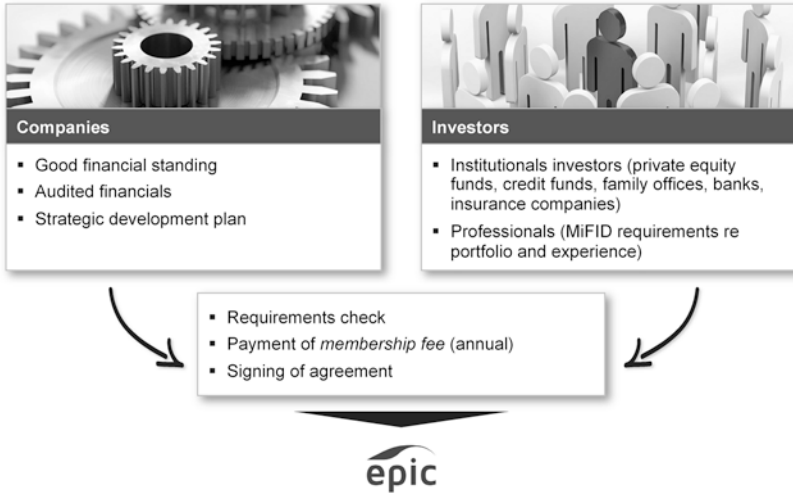 Companies
▪ Good financial standing
▪ Audited financials
▪ Strategic development plan
Investors
▪ Institutionals investors (private equity
funds, credit funds, family offices, banks,
insurance companies)
▪ Professionals (MiFID requirements re
portfolio and experience)
▪ Requirements check
▪ Payment of membership fee (annual)
▪ Signing of agreement
epic